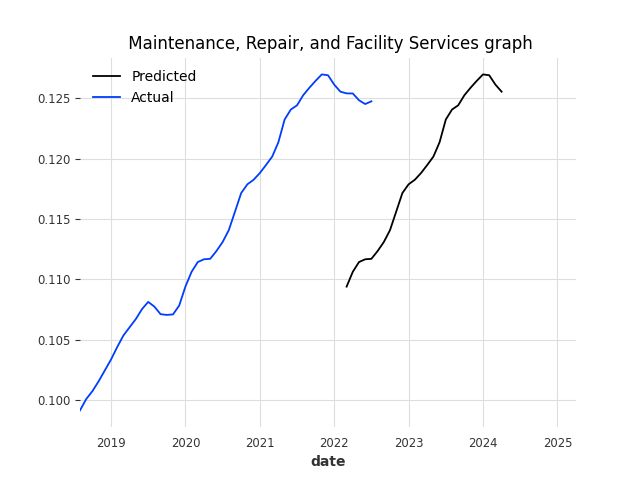 Maintenance, Repair, and Facility Services graph
Predicted
Actual
0.125
0.120
0.115
0.110
0.105
0.100
2019 2020 2021 2022 2023 2024 2025
date